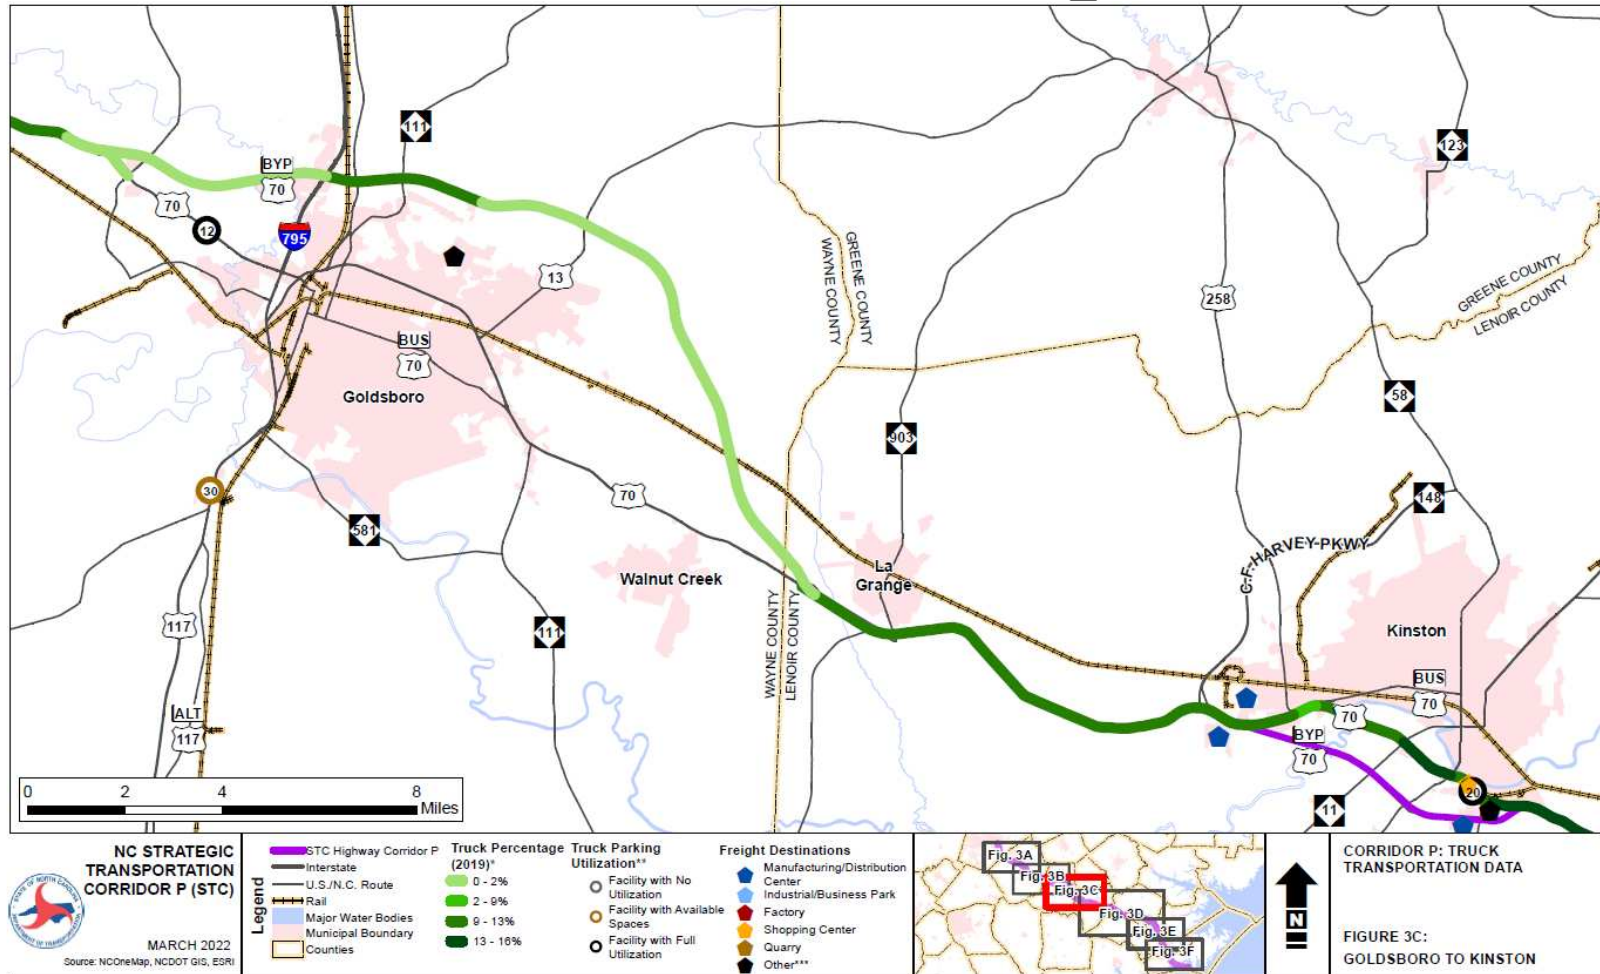 111
123
BYP
70
70
12
795
GREENE COUNTY
WAYNE COUNTY
GREENE COUNTY
LENOIR COUNTY
13
258
BUS
70
Goldsboro
58
903
30
70
148
581
C.F. HARVEY PKWY
La
Grange
Walnut Creek
WAYNE COUNTY
LENOIR COUNTY
117
111
Kinston
BUS
70
70
ALT
117
BYP
70
20
11
0 2 4 8
Miles
NC STRATEGIC
TRANSPORTATION
CORRIDOR P (STC)
MARCH 2022
Source: NCOneMap, NCDOT GIS, ESRI
Legend
STC Highway Corridor P
Interstate
U.S./N.C. Route
Rail
Major Water Bodies
Municipal Boundary
Counties
Truck Percentage
(2019)*
0 - 2%
2 - 9%
9 - 13%
13 - 16%
Truck Parking
Utilization**
Facility with No
Utilization
Facility with Available
Spaces
Facility with Full
Utilization
Freight Destinations
Manufacturing/Distribution
Center
Industrial/Business Park
Factory
Shopping Center
Quarry
Other***
Fig. 3A
Fig. 3B
Fig. 3C
Fig. 3D
Fig. 3E
Fig. 3F
N
CORRIDOR P: TRUCK
TRANSPORTATION DATA
FIGURE 3C:
GOLDSBORO TO KINSTON